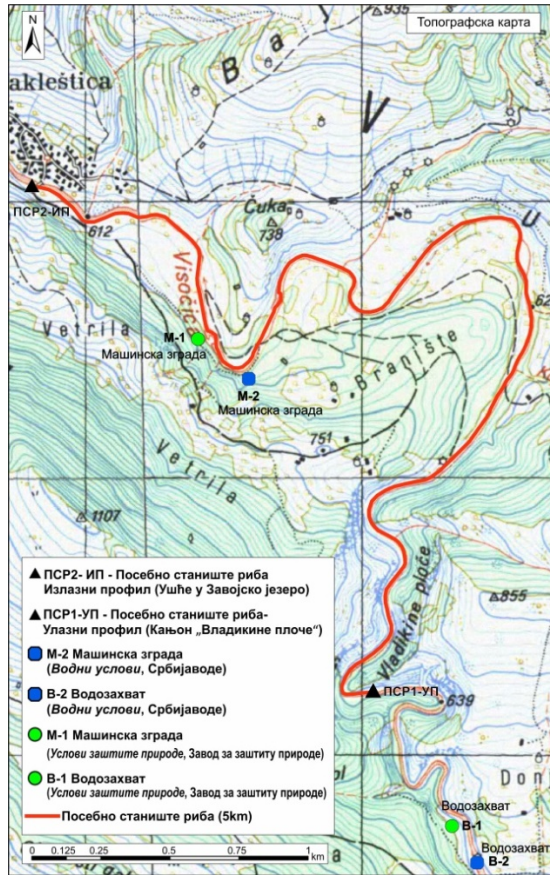 N
Топографска карта
935
B a
V
akleštica
ПСР2-ИП
612
Čuka
738
U
Visočica
Vetrila
М-1
Машинска зграда
М-2
Машинска зграда
Branište
751
Vetrila
1107
Vladikine ploče
855
ПСР1-УП
639
Don
Водозахват
В-1
Водозахват
В-2
ПСР2- ИП - Посебно станиште риба
Излазни профил (Ушће у Завојско језеро)
ПСР1-УП - Посебно станиште риба-
Улазни профил (Кањон „Владикине плоче“)
М-2 Машинска зграда
(Водни услови, Србијаводе)
В-2 Водозахват
(Водни услови, Србијаводе)
М-1 Машинска зграда
(Услови заштите природе, Завод за заштиту природе)
В-1 Водозахват
(Услови заштите природе, Завод за заштиту природе)
Посебно станиште риба (5km)
0 0.125 0.25 0.5 0.75 1
km